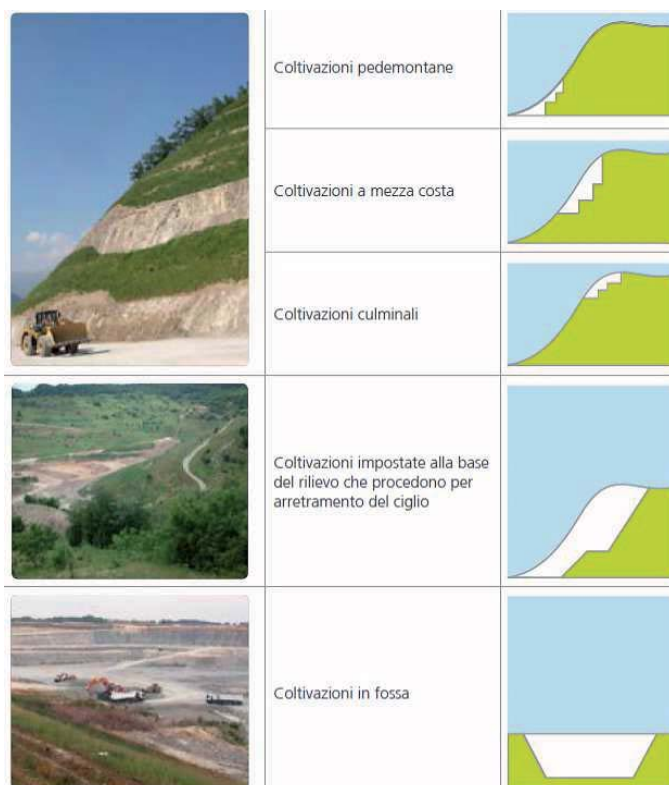 Coltivazioni pedemontane
Coltivazioni a mezza costa
Coltivazioni culminali
Coltivazioni impostate alla base
del rilievo che procedono per
arretramento del ciglio
Coltivazioni in fossa